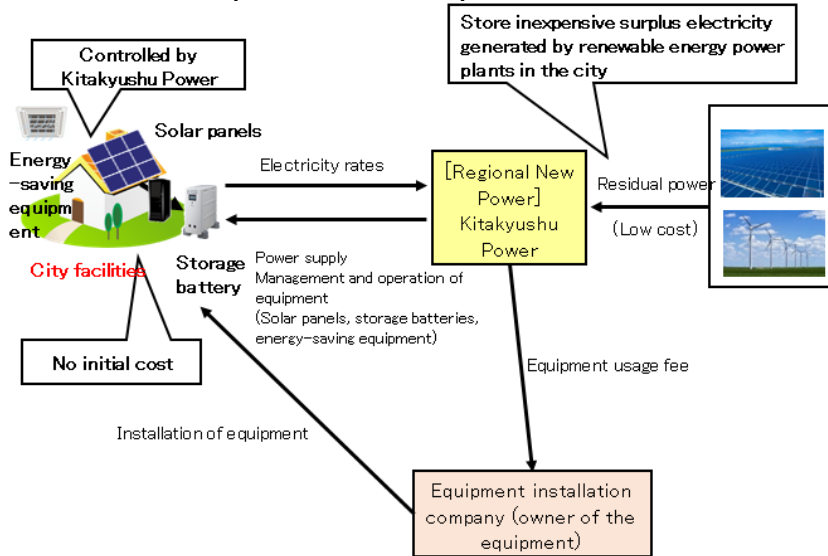 Controlled by
Kitakyushu Power
Store inexpensive surplus electricity
generated by renewable energy power
plants in the city
Solar panels
Energy
-saving
equipm
ent
City facilities
Storage
battery
No initial cost
Electricity rates
Power supply
Management and operation of
equipment
(Solar panels, storage batteries,
energy-saving equipment)
[Regional New
Power]
Kitakyushu
Power
Residual power
(Low cost)
Equipment usage fee
Installation of equipment
Equipment installation
company (owner of the
equipment)